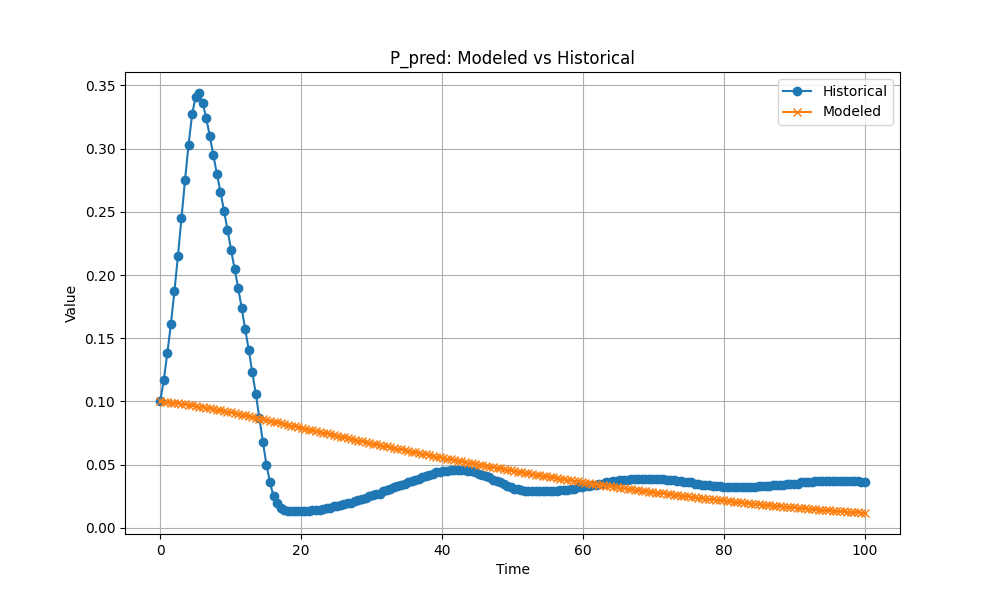 P_pred: Modeled vs Historical
Historical
Modeled
Value
0.35
0.30
0.25
0.20
0.15
0.10
0.05
0.00
0 20 40 60 80 100
Time